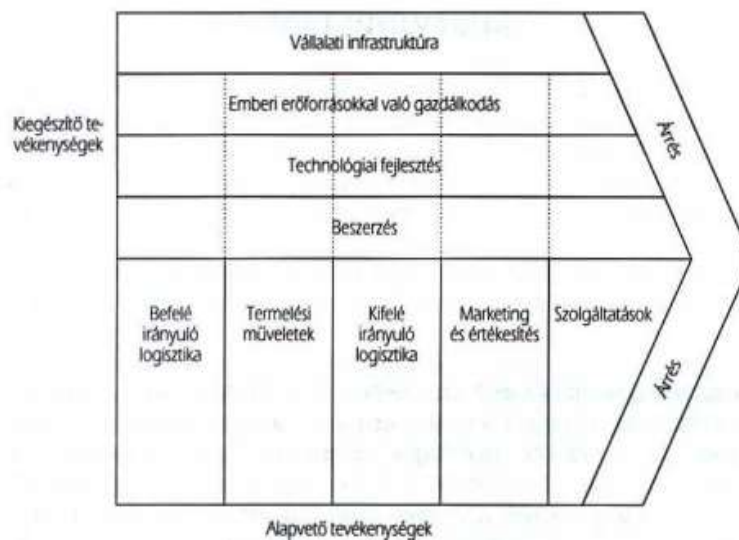 Vállalati infrastruktúra
Kiegészítő te-
vékenységek
Emberi erőforrásokkal való gazdálkodás
Technológiai fejlesztés
Beszerzés
Árrés
Befelé
irányuló
logisztika
Termelési
műveletek
Kifelé
irányuló
logisztika
Marketing
és értékesítés
Szolgáltatások
Árrés
Alapvető tevékenységek